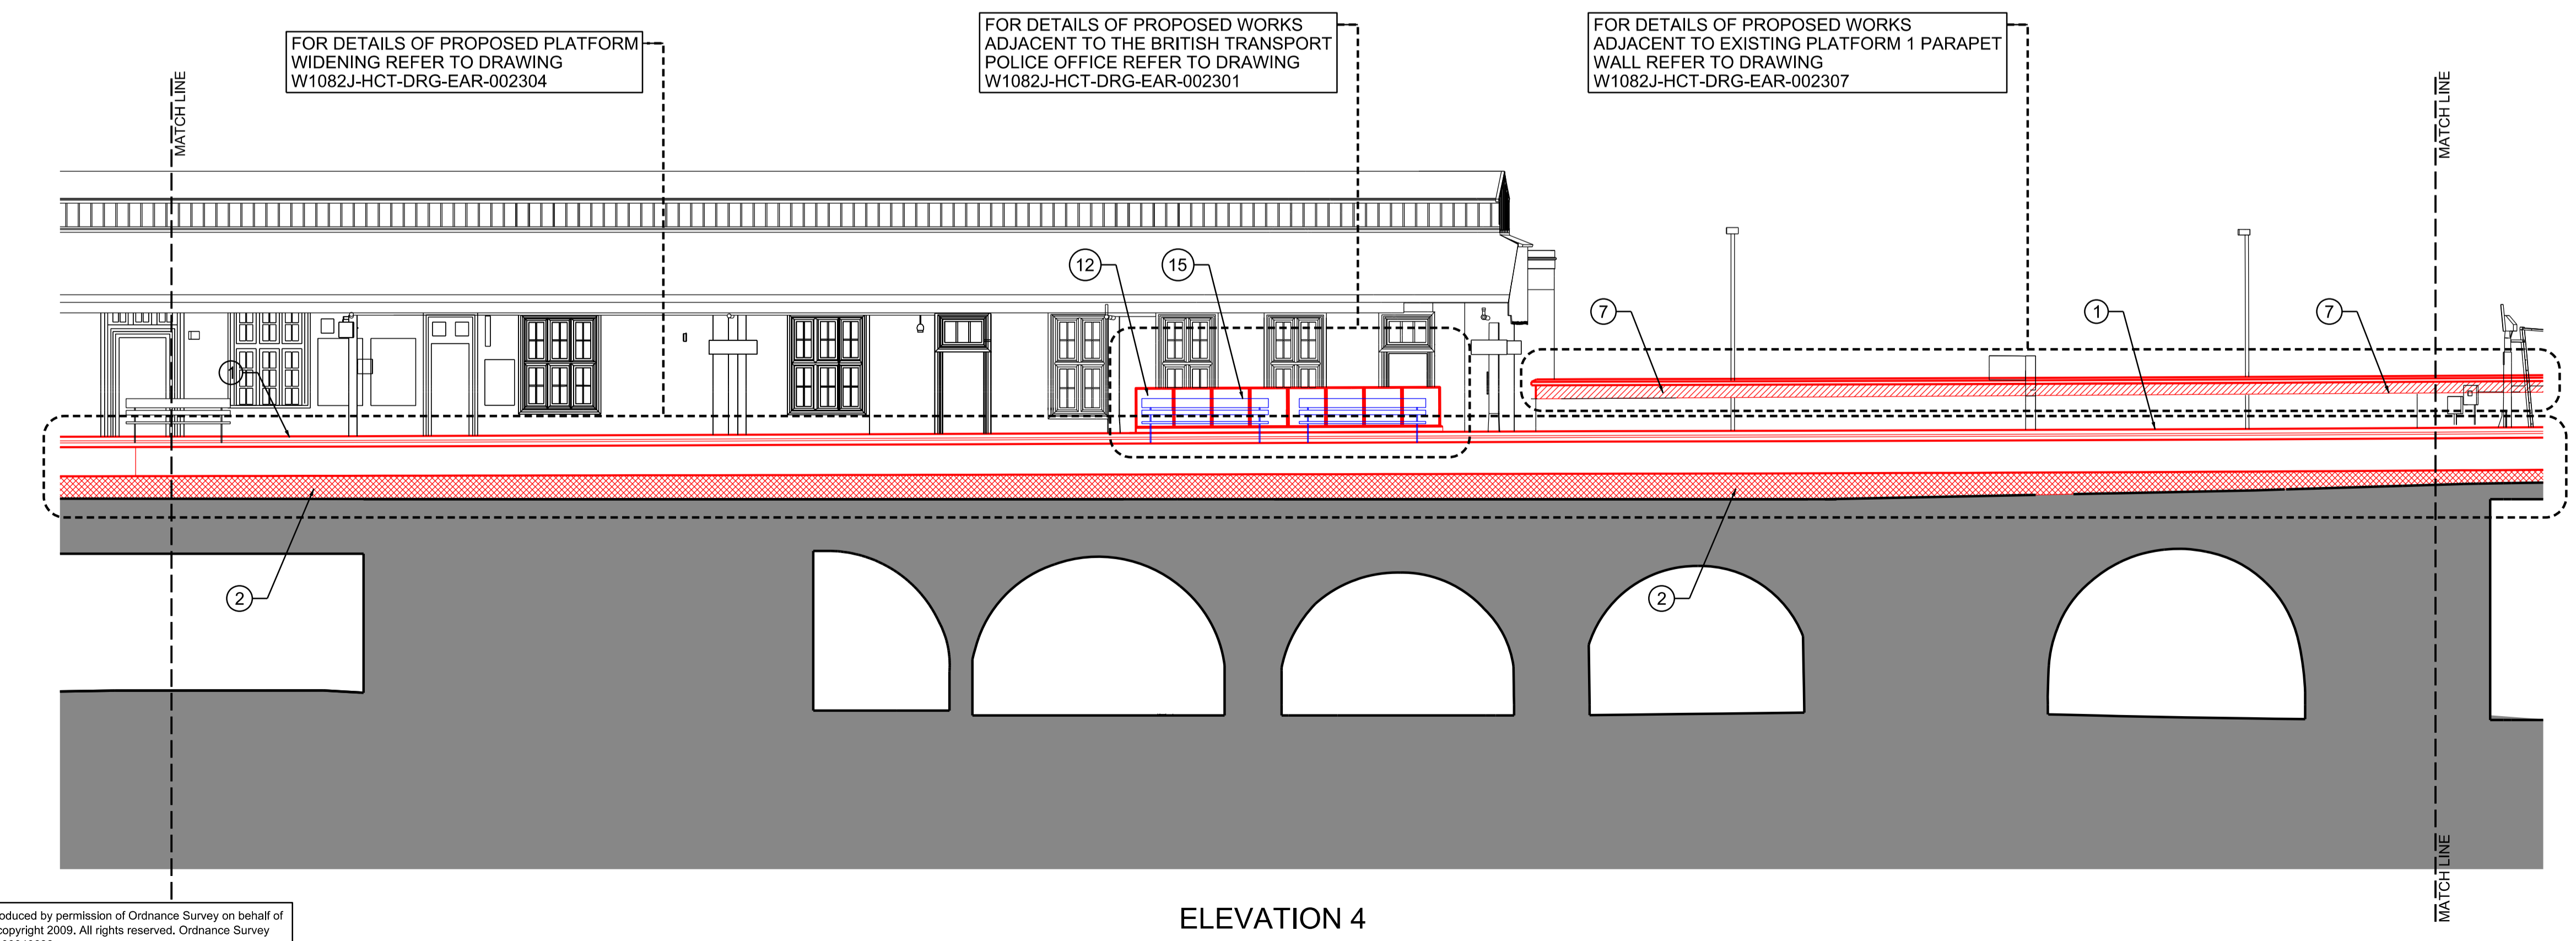 FOR DETAILS OF PROPOSED PLATFORM
WIDENING REFER TO DRAWING
W1082J-HCT-DRG-EAR-002304
FOR DETAILS OF PROPOSED WORKS
ADJACENT TO THE BRITISH TRANSPORT
POLICE OFFICE REFER TO DRAWING
W1082J-HCT-DRG-EAR-002301
FOR DETAILS OF PROPOSED WORKS
ADJACENT TO EXISTING PLATFORM 1 PARAPET
WALL REFER TO DRAWING
W1082J-HCT-DRG-EAR-002307
MATCH LINE
MATCH LINE
12
15
7
1
7
1
2
2
MATCH LINE
ELEVATION 4
oduced by permission of Ordnance Survey on behalf of
copyright 2009. All rights reserved. Ordnance Survey